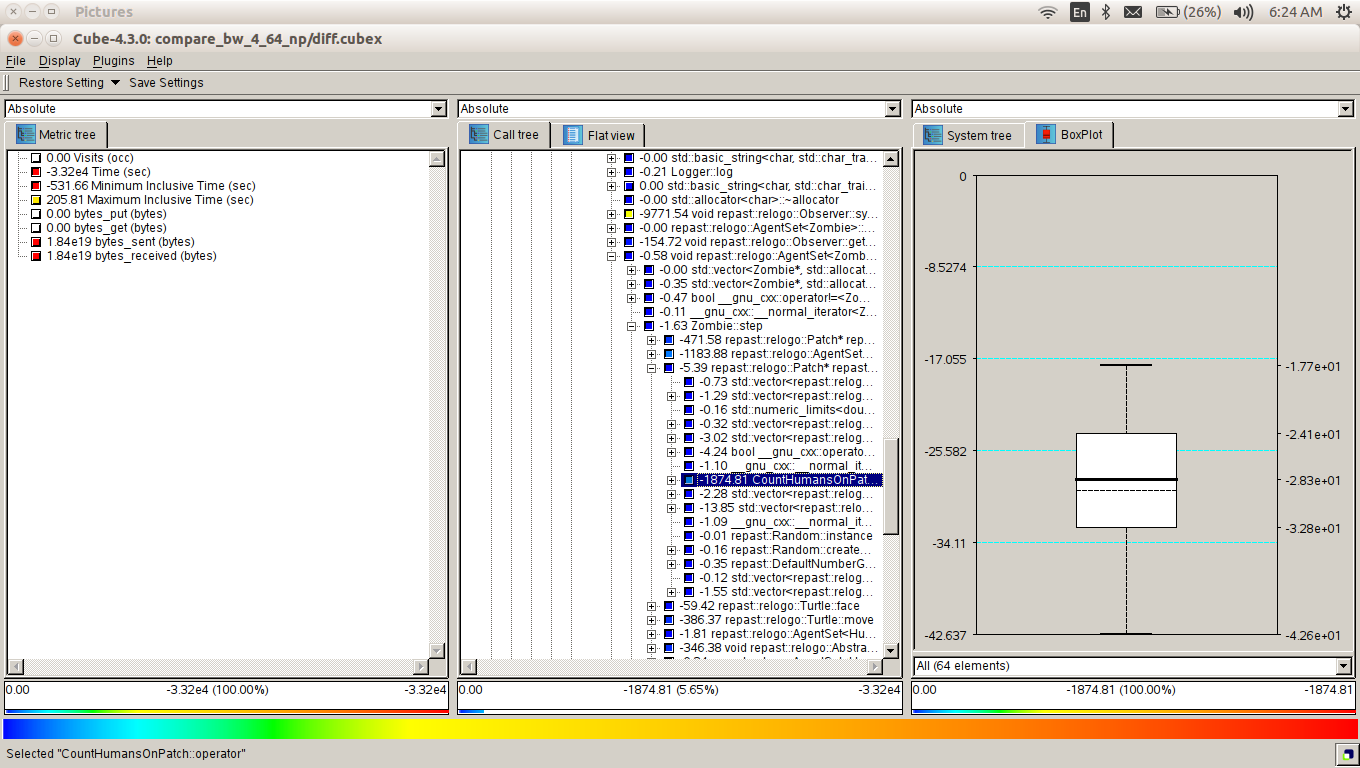 Pictures
En
(26%)
6:24 AM
Cube-4.3.0: compare_bw_4_64_np/diff.cubex
File Display Plugins Help
Restore Setting Save Settings
Absolute
Metric tree
0.00 Visits (occ)
-3.32e4 Time (sec)
-531.66 Minimum Inclusive Time (sec)
205.81 Maximum Inclusive Time (sec)
0.00 bytes_put (bytes)
0.00 bytes_get (bytes)
1.84e19 bytes_sent (bytes)
1.84e19 bytes_received (bytes)
0.00 -3.32e4 (100.00%) -3.32e4
Absolute
Call tree Flat view
-0.00 std::basic_string<char, std::char_tra...
-0.21 Logger::log
0.00 std::basic_string<char, std::char_trai...
-0.00 std::allocator<char>::~allocator
-9771.54 void repast::relogo::Observer::sy...
-0.00 repast::relogo::AgentSet<Zombie>::...
-154.72 void repast::relogo::Observer::get...
-0.58 void repast::relogo::AgentSet<Zomb...
-0.00 std::vector<Zombie*, std::allocat...
-0.35 std::vector<Zombie*, std::allocat...
-0.47 bool __gnu_cxx::operator!=<Zo...
-0.11 __gnu_cxx::__normal_iterator<Z...
-1.63 Zombie::step
-471.58 repast::relogo::Patch* rep...
-1183.88 repast::relogo::AgentSet...
-5.39 repast::relogo::Patch* repast...
-0.73 std::vector<repast::relog...
-1.29 std::vector<repast::relog...
-0.16 std::numeric_limits<dou...
-0.32 std::vector<repast::relog...
-3.02 std::vector<repast::relog...
-4.24 bool __gnu_cxx::operato...
-1.10 __gnu_cxx::__normal_it...
-1874.81 CountHumansOnPat...
-2.28 std::vector<repast::relog...
-13.85 std::vector<repast::relo...
-1.09 __gnu_cxx::__normal_it...
-0.01 repast::Random::instance
-0.16 repast::Random::create...
-0.35 repast::DefaultNumberG...
-0.12 std::vector<repast::relog...
-1.55 std::vector<repast::relog...
-59.42 repast::relogo::Turtle::face
-386.37 repast::relogo::Turtle::move
-1.81 repast::relogo::AgentSet<Hu...
-346.38 void repast::relogo::Abstra...
0.00 -1874.81 (5.65%) -3.32e4
Absolute
System tree BoxPlot
0
-8.5274
-17.055
-1.77e+01
-2.41e+01
-25.582
-2.83e+01
-3.28e+01
-34.11
-42.637
-4.26e+01
All (64 elements)
0.00 -1874.81 (100.00%) -1874.81
Selected "CountHumansOnPatch::operator"